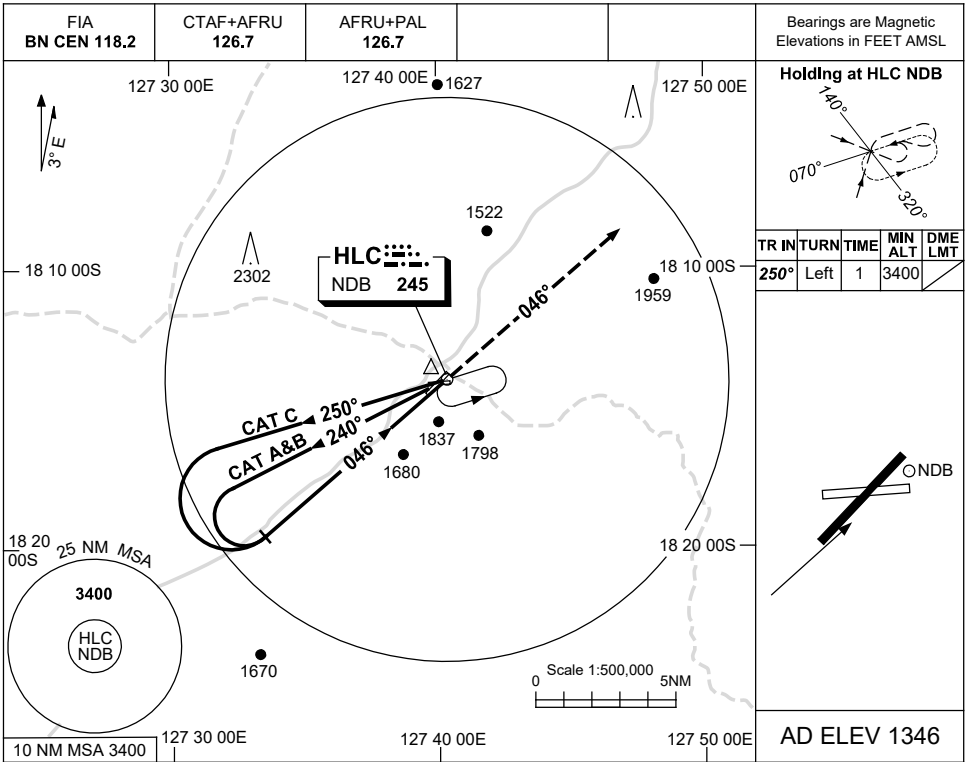 FIA
BN CEN 118.2
CTAF+AFRU
126.7
AFRU+PAL
126.7
Bearings are Magnetic
Elevations in FEET AMSL
127 30 00E
127 40 00E
1627
127 50 00E
3° E
1522
2302
HLC
NDB 245
18 10 00S
18 10 00S
1959
046°
CAT C
250°
CAT A&B
240°
046°
1837
1798
1680
18 20
00S
18 20 00S
25 NM MSA
3400
HLC
NDB
1670
Scale 1:500,000
0
5NM
10 NM MSA 3400
127 30 00E
127 40 00E
127 50 00E
Holding at HLC NDB
140°
070°
320°
TR IN TURN TIME MIN ALT DME LMT
250° Left 1 3400
NDB
AD ELEV 1346